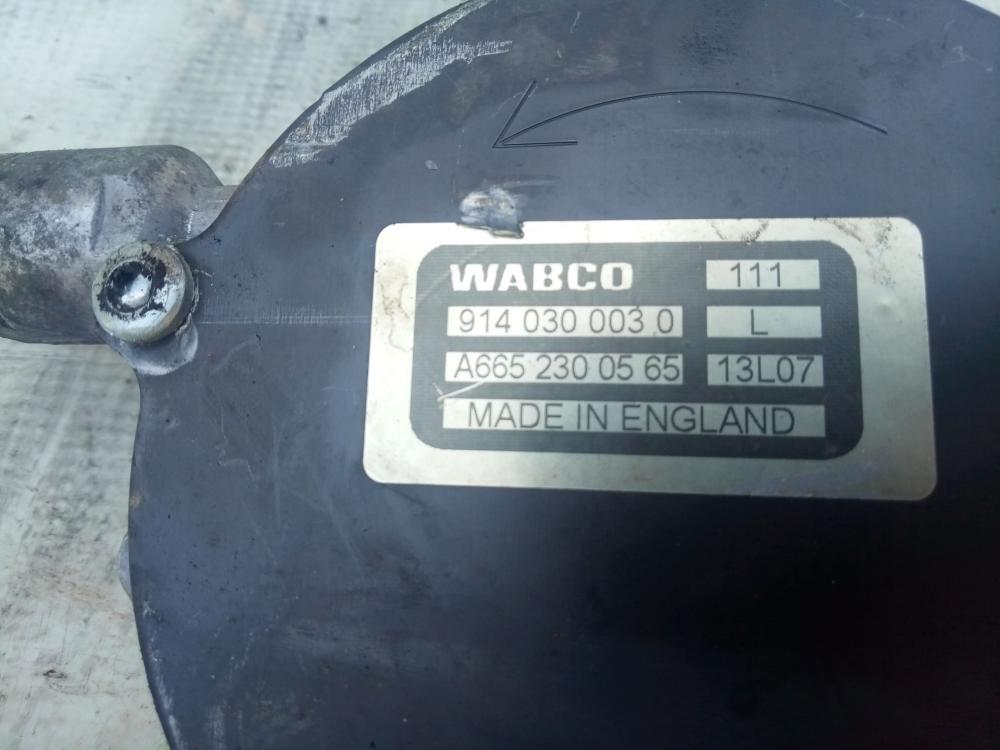 WABCO 111
914 030 003 0 L
A665 230 05 65 13L07
MADE IN ENGLAND